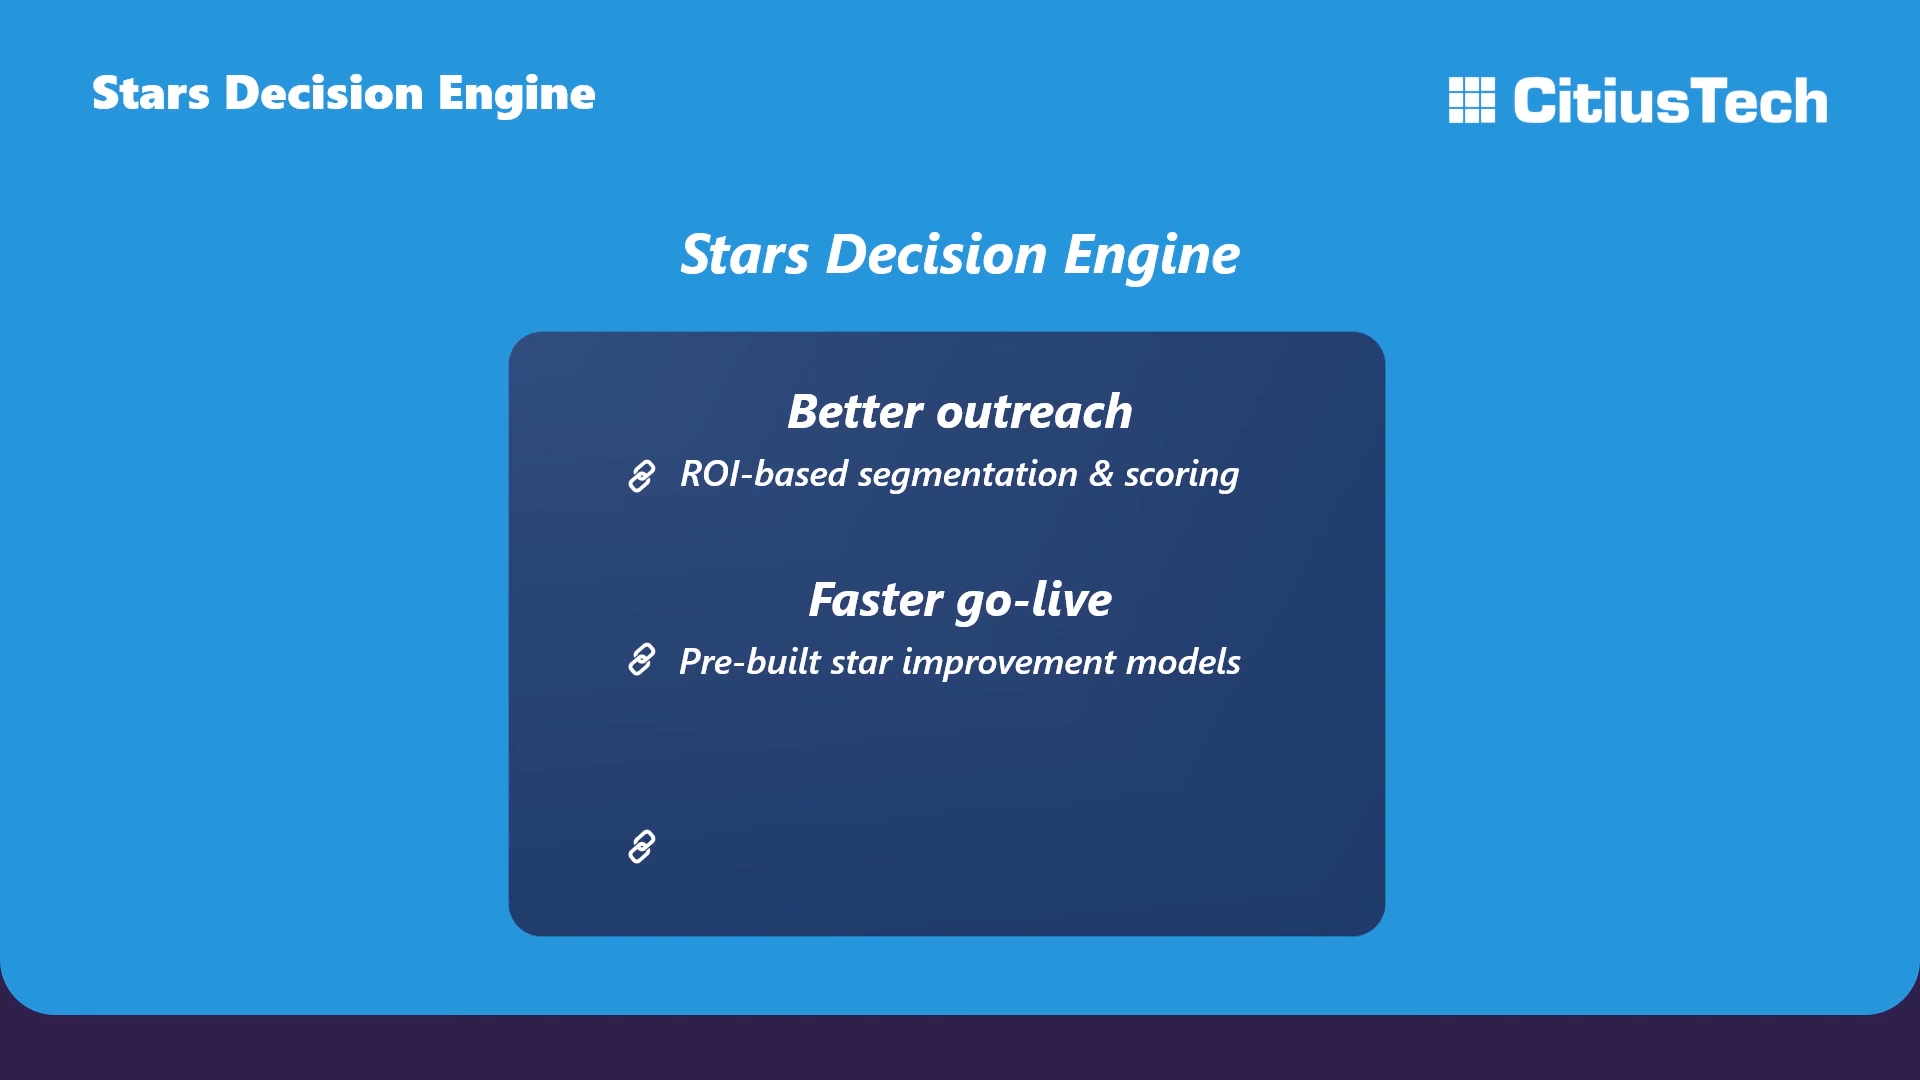 Stars Decision Engine
CitiusTech
Stars Decision Engine
Better outreach
ROI-based segmentation & scoring
Faster go-live
Pre-built star improvement models